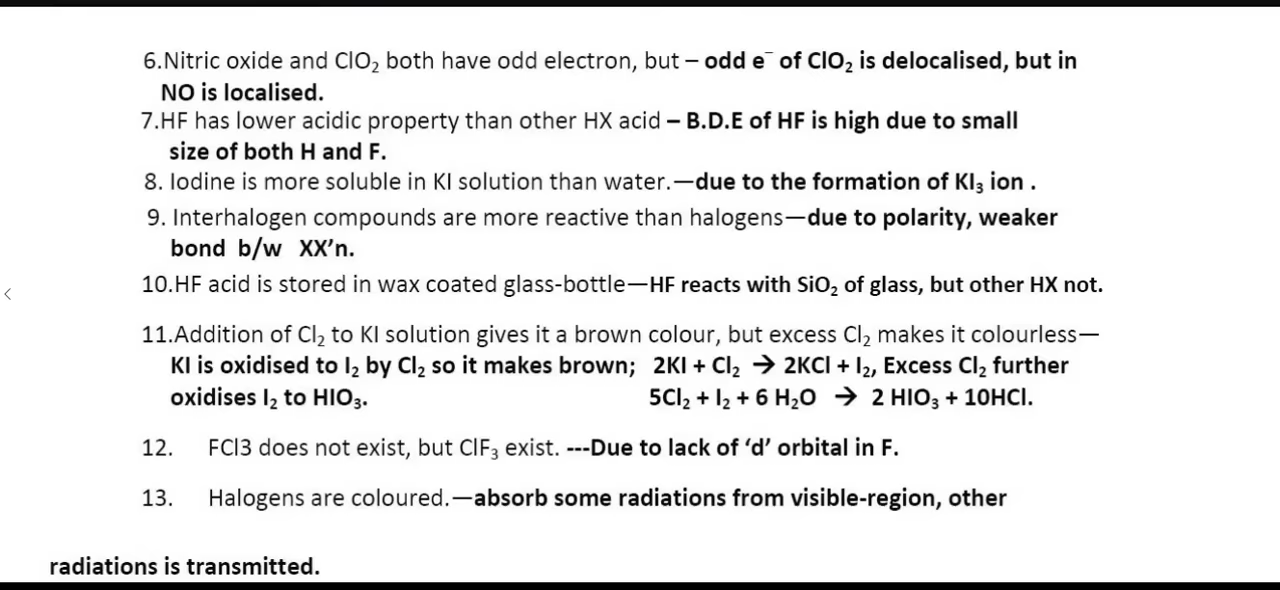 6.Nitric oxide and ClO₂ both have odd electron, but – odd e⁻ of ClO₂ is delocalised, but in
NO is localised.
7.HF has lower acidic property than other HX acid – B.D.E of HF is high due to small
size of both H and F.
8. Iodine is more soluble in KI solution than water.—due to the formation of KI₃ ion .
9. Interhalogen compounds are more reactive than halogens—due to polarity, weaker
bond b/w XX’n.
10.HF acid is stored in wax coated glass-bottle—HF reacts with SiO₂ of glass, but other HX not.
11.Addition of Cl₂ to KI solution gives it a brown colour, but excess Cl₂ makes it colourless—
KI is oxidised to I₂ by Cl₂ so it makes brown; 2KI + Cl₂ → 2KCl + I₂, Excess Cl₂ further
oxidises I₂ to HIO₃. 5Cl₂ + I₂ + 6 H₂O → 2 HIO₃ + 10HCl.
12. FCl3 does not exist, but ClF₃ exist. ---Due to lack of ‘d’ orbital in F.
13. Halogens are coloured.—absorb some radiations from visible-region, other
radiations is transmitted.